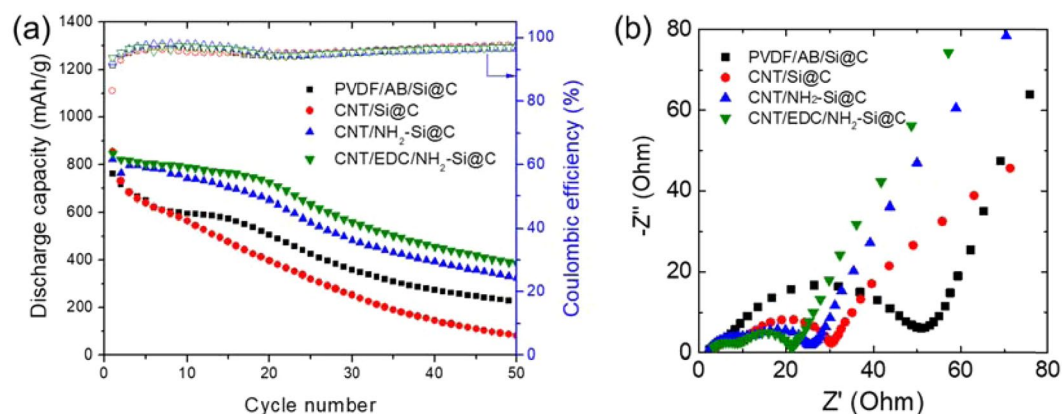 (a)
1400
1200
1000
800
600
400
200
0
Discharge capacity (mAh/g)
0 10 20 30 40 50
Cycle number
100
80
60
40
20
0
Coulombic efficiency (%)
PVDF/AB/Si@C
CNT/Si@C
CNT/NH₂-Si@C
CNT/EDC/NH₂-Si@C
(b)
80
60
40
20
0
-Z'' (Ohm)
0 20 40 60 80
Z' (Ohm)
PVDF/AB/Si@C
CNT/Si@C
CNT/NH₂-Si@C
CNT/EDC/NH₂-Si@C